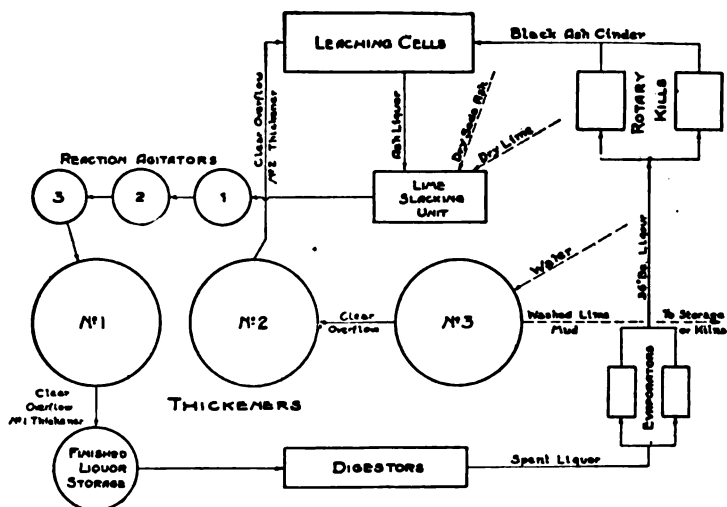 LEACHING CELLS
Black Ash Cinder
ROTARY
KILLS
Clear Overflow
No2 Thickener
Ash Liquor
Dry Soda Ash
Dry Lime
REACTION AGITATORS
3
2
1
LIME
SLACKING
UNIT
Water
36°Be. Liquor
No1
No2
Clear
Overflow
No3
Washed Lime
Mud
To Storage
or Kilns
Clear
Overflow
No1 Thickener
THICKENERS
EVAPORATORS
FINISHED
LIQUOR
STORAGE
DIGESTORS
Spent Liquor